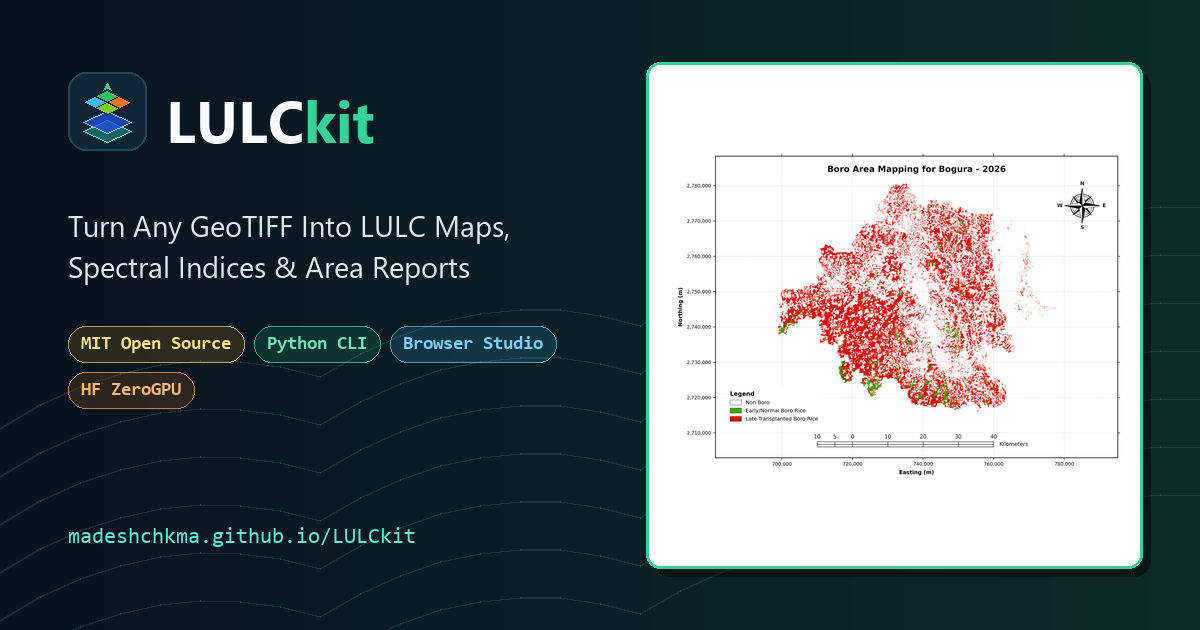 LULCkit
Turn Any GeoTIFF Into LULC Maps,
Spectral Indices & Area Reports
MIT Open Source
Python CLI
Browser Studio
HF ZeroGPU
madeshchkma.github.io/LULCkit
Boro Area Mapping for Bogura - 2026
N
W
E
S
2,780,000
2,770,000
2,760,000
2,750,000
2,740,000
2,730,000
2,720,000
2,710,000
Northing (m)
Legend
Non Boro
Early/Normal Boro Rice
Late-Transplanted Boro Rice
10 5 0 10 20 30 40
Kilometers
700,000 720,000 740,000 760,000 780,000
Easting (m)